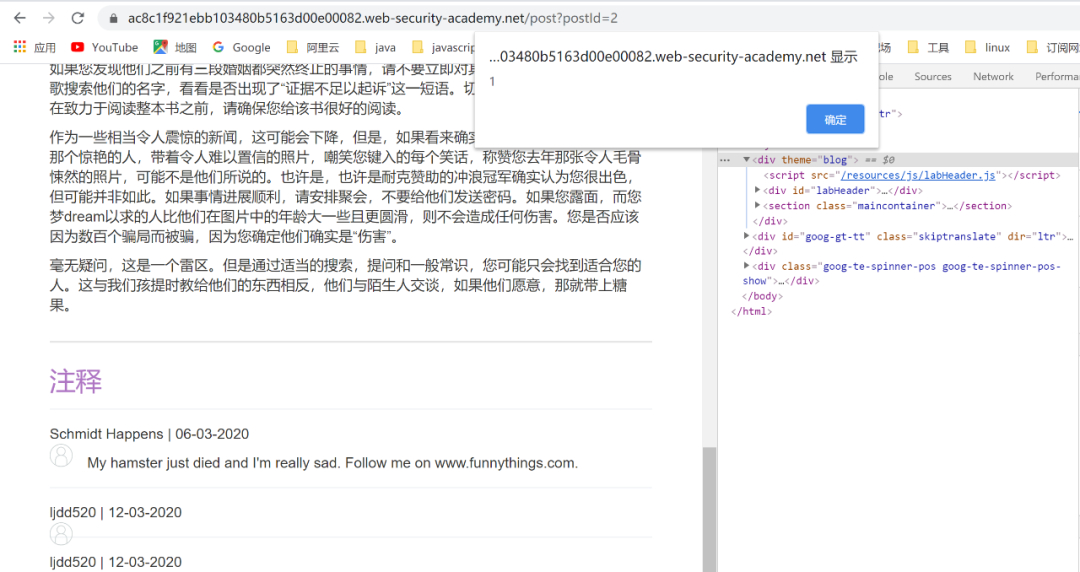 ac8c1f921ebb103480b5163d00e00082.web-security-academy.net/post?postId=2
应用 YouTube 地图 Google 阿里云 java javascrip 工具 linux 订阅网
...03480b5163d00e00082.web-security-academy.net 显示
1
确定
如果您发现他们之前有三段婚姻都突然终止的事情，请不要立即对
歌搜索他们的名字，看看是否出现了“证据不足以起诉”这一短语。切
在致力于阅读整本书之前，请确保您给该书很好的阅读。
作为一些相当令人震惊的新闻，这可能会下降，但是，如果看来确实
那个惊艳的人，带着令人难以置信的照片，嘲笑您键入的每个笑话，称赞您去年那张令人毛骨
悚然的照片，可能不是他们所说的。也许是，也许是耐克赞助的冲浪冠军确实认为您很出色，
但可能并非如此。如果事情进展顺利，请安排聚会，不要给他们发送密码。如果您露面，而您
梦dream以求的人比他们在图片中的年龄大一些且更圆滑，则不会造成任何伤害。您是否应该
因为数百个骗局而被骗，因为您确定他们确实是“伤害”。
毫无疑问，这是一个雷区。但是通过适当的搜索，提问和一般常识，您可能只会找到适合您的
人。这与我们孩提时教给他们的东西相反，他们与陌生人交谈，如果他们愿意，那就带上糖
果。
注释
Schmidt Happens | 06-03-2020
My hamster just died and I'm really sad. Follow me on www.funnythings.com.
ljdd520 | 12-03-2020
ljdd520 | 12-03-2020
ole Sources Network Performa
tr">
··· ▼<div theme="blog"> == $0
<script src="/resources/js/labHeader.js"></script>
▶<div id="labHeader">…</div>
▶<section class="maincontainer">…</section>
</div>
▶<div id="goog-gt-tt" class="skiptranslate" dir="ltr">…
</div>
▶<div class="goog-te-spinner-pos goog-te-spinner-pos-
show">…</div>
</body>
</html>